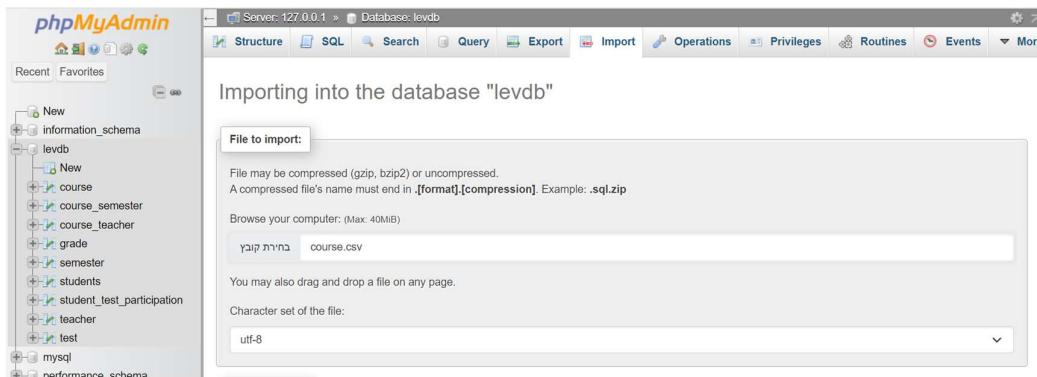 phpMyAdmin
Recent Favorites
New
information_schema
levdb
New
course
course_semester
course_teacher
grade
semester
students
student_test_participation
teacher
test
mysql
performance_schema
Server: 127.0.0.1 » Database: levdb
Structure SQL Search Query Export Import Operations Privileges Routines Events Mor
Importing into the database "levdb"
File to import:
File may be compressed (gzip, bzip2) or uncompressed.
A compressed file's name must end in .[format].[compression]. Example: .sql.zip
Browse your computer: (Max: 40MiB)
בחירת קובץ course.csv
You may also drag and drop a file on any page.
Character set of the file:
utf-8